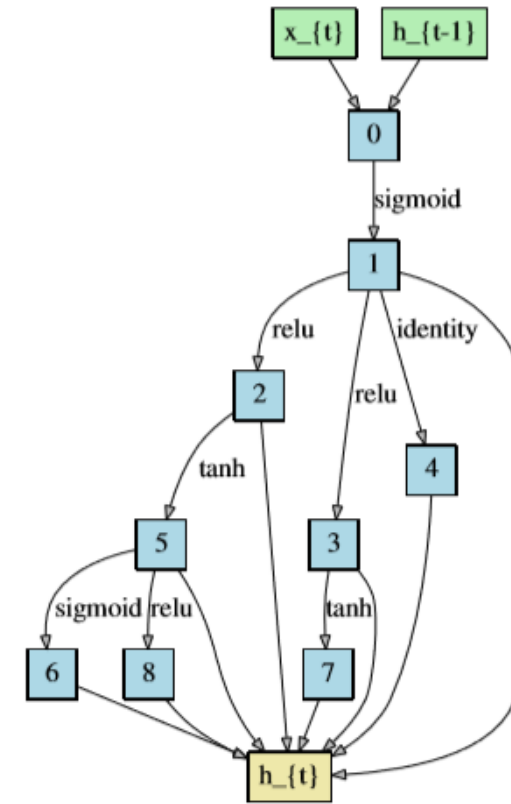 x_{t} h_{t-1}
0
sigmoid
1
relu identity
2 relu
tanh 4
5 3
sigmoid relu tanh
6 8 7
h_{t}